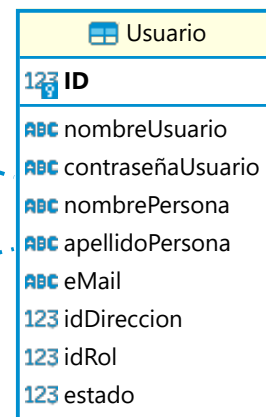 Usuario
123 ID
ABC nombreUsuario
ABC contraseñaUsuario
ABC nombrePersona
ABC apellidoPersona
ABC eMail
123 idDireccion
123 idRol
123 estado